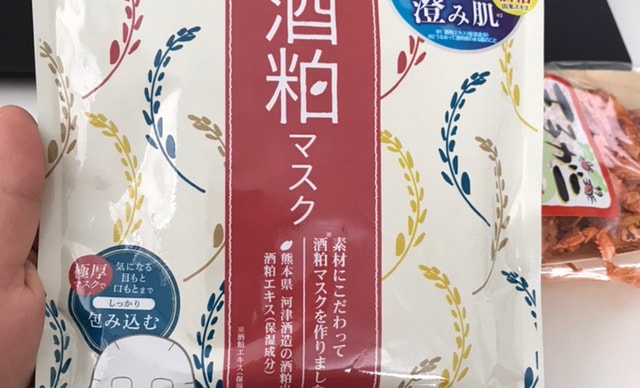 酒粕
マスク
澄み肌
素材にこだわって
酒粕マスクを作りまし
熊本県 河津酒造の酒粕
酒粕エキス(保湿成分)
極厚
マスクで
気になる
目もと
口もとまで
しっかり
包み込む